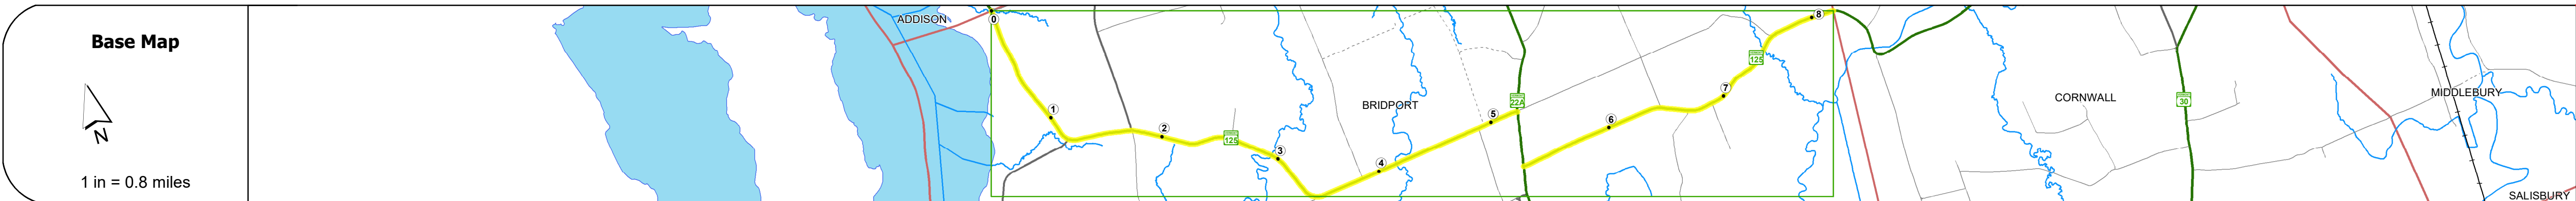 Base Map
N
1 in = 0.8 miles
ADDISON
0
1
2
125
3
BRIDPORT
4
5
22A
6
7
125
8
CORNWALL
30
MIDDLEBURY
SALISBURY